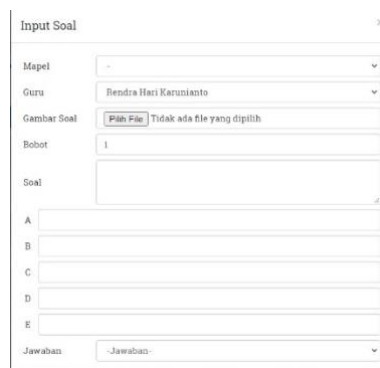 Input Soal
Mapel -
Guru Rendra Hari Karunianto
Gambar Soal Pilih File Tidak ada file yang dipilih
Bobot 1
Soal
A
B
C
D
E
Jawaban -Jawaban-